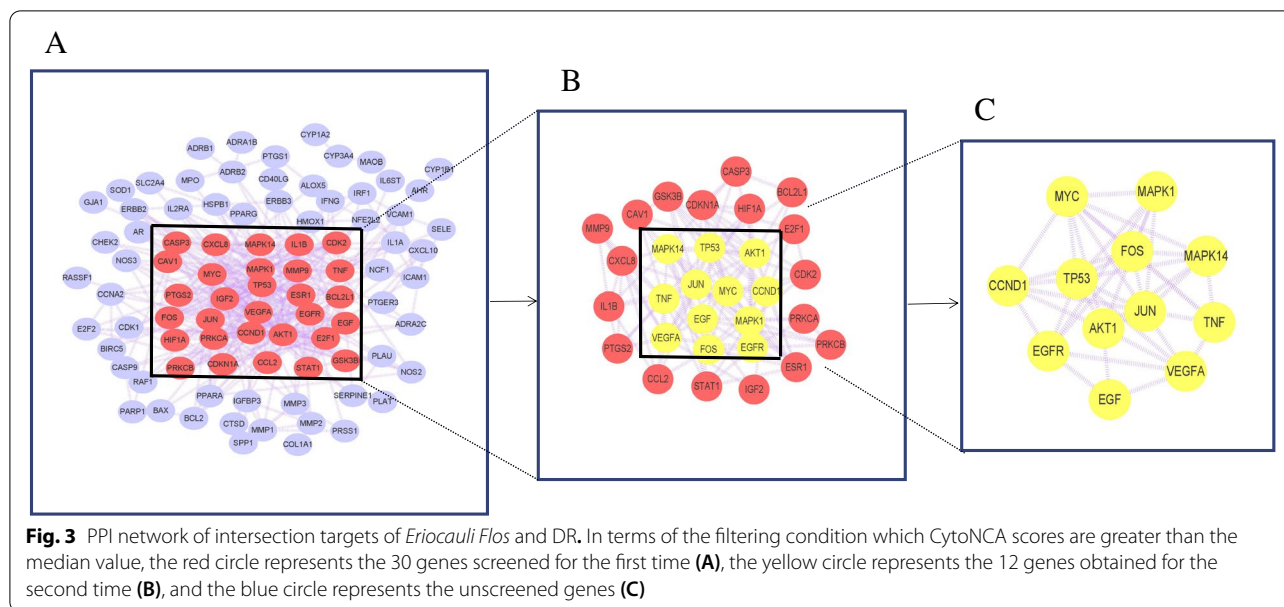 A
B
C
CYP1A2
ADRA1B
ADRB1
CYP3A4
PTGS1
MAOB
ADRB2
CYP1B1
CD40LG
IL6ST
MPO
SLC2A4
ALOX5
AHR
SOD1
IRF1
ERBB3
IFNG
GJA1
HSPB1
IL2RA
ERBB2
PPARG
VCAM1
HMOX1
NFE2L2
SELE
AR
CHEK2
IL1A
CXCL10
NOS3
NCF1
RASSF1
ICAM1
CCNA2
PTGER3
E2F2
CDK1
ADRA2C
BIRC5
PLAU
CASP9
NOS2
RAF1
PPARA
SERPINE1
IGFBP3
PLAT
MMP3
PARP1
BAX
BCL2
CTSD
MMP2
MMP1
PRSS1
SPP1
COL1A1
CASP3
CXCL8
MAPK14
IL1B
CDK2
CAV1
MYC
MAPK1
MMP9
TNF
TP53
PTGS2
IGF2
ESR1
BCL2L1
VEGFA
FOS
EGFR
EGF
JUN
CCND1
AKT1
HIF1A
PRKCA
E2F1
PRKCB
CDKN1A
CCL2
STAT1
GSK3B
CASP3
BCL2L1
GSK3B
CDKN1A
HIF1A
CAV1
MMP9
E2F1
CXCL8
CDK2
IL1B
PRKCA
PTGS2
PRKCB
ESR1
CCL2
STAT1
IGF2
MAPK14
TP53
AKT1
JUN
MYC
CCND1
TNF
EGF
MAPK1
VEGFA
FOS
EGFR
MYC
MAPK1
FOS
MAPK14
TP53
CCND1
JUN
TNF
AKT1
EGFR
VEGFA
EGF
Fig. 3 PPI network of intersection targets of Eriocauli Flos and DR. In terms of the filtering condition which CytoNCA scores are greater than the
median value, the red circle represents the 30 genes screened for the first time (A), the yellow circle represents the 12 genes obtained for the
second time (B), and the blue circle represents the unscreened genes (C)